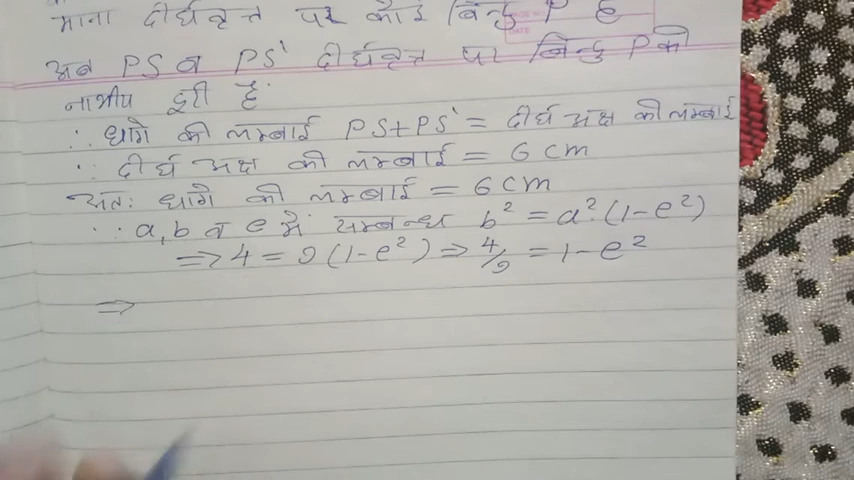 माना दीर्घवृत्त पर कोई बिन्दु P है
अब PS व PS' दीर्घवृत्त पर बिन्दु P की
नाभीय दूरी है
∴ धागे की लम्बाई PS+PS' = दीर्घ अक्ष की लम्बाई
∵ दीर्घ अक्ष की लम्बाई = 6 cm
अतः धागे की लम्बाई = 6 cm
∵ a, b व e में सम्बन्ध b² = a²(1-e²)
⇒ 4 = 9(1-e²) ⇒ 4/9 = 1-e²
⇒